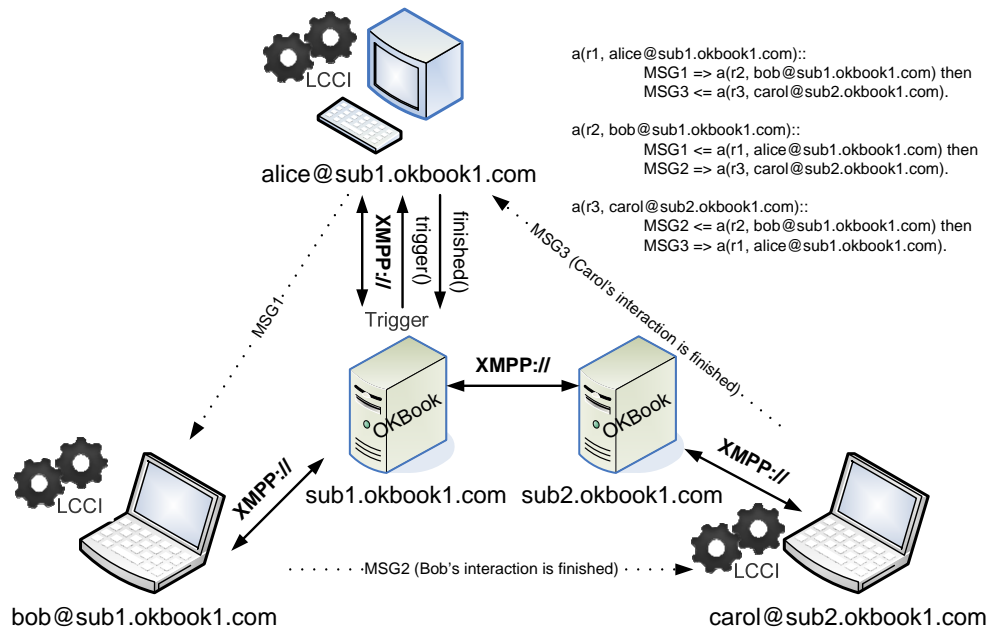 LCCI
alice@sub1.okbook1.com
a(r1, alice@sub1.okbook1.com)::
MSG1 => a(r2, bob@sub1.okbook1.com) then
MSG3 <= a(r3, carol@sub2.okbook1.com).
a(r2, bob@sub1.okbook1.com)::
MSG1 <= a(r1, alice@sub1.okbook1.com) then
MSG2 => a(r3, carol@sub2.okbook1.com).
a(r3, carol@sub2.okbook1.com)::
MSG2 <= a(r2, bob@sub1.okbook1.com) then
MSG3 => a(r1, alice@sub1.okbook1.com).
XMPP://
trigger()
finished()
MSG3 (Carol's interaction is finished)
MSG1
Trigger
XMPP://
OKBook
OKBook
sub1.okbook1.com
sub2.okbook1.com
XMPP://
XMPP://
LCCI
LCCI
MSG2 (Bob's interaction is finished)
bob@sub1.okbook1.com
carol@sub2.okbook1.com